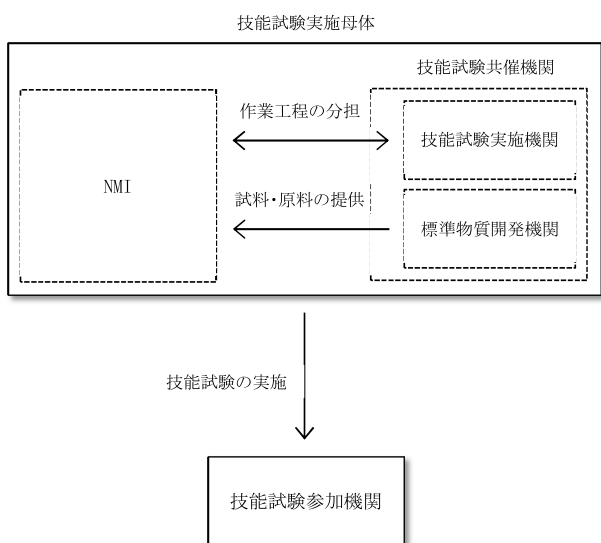 技能試験実施母体
技能試験共催機関
作業工程の分担
技能試験実施機関
NMI
試料・原料の提供
標準物質開発機関
技能試験の実施
技能試験参加機関